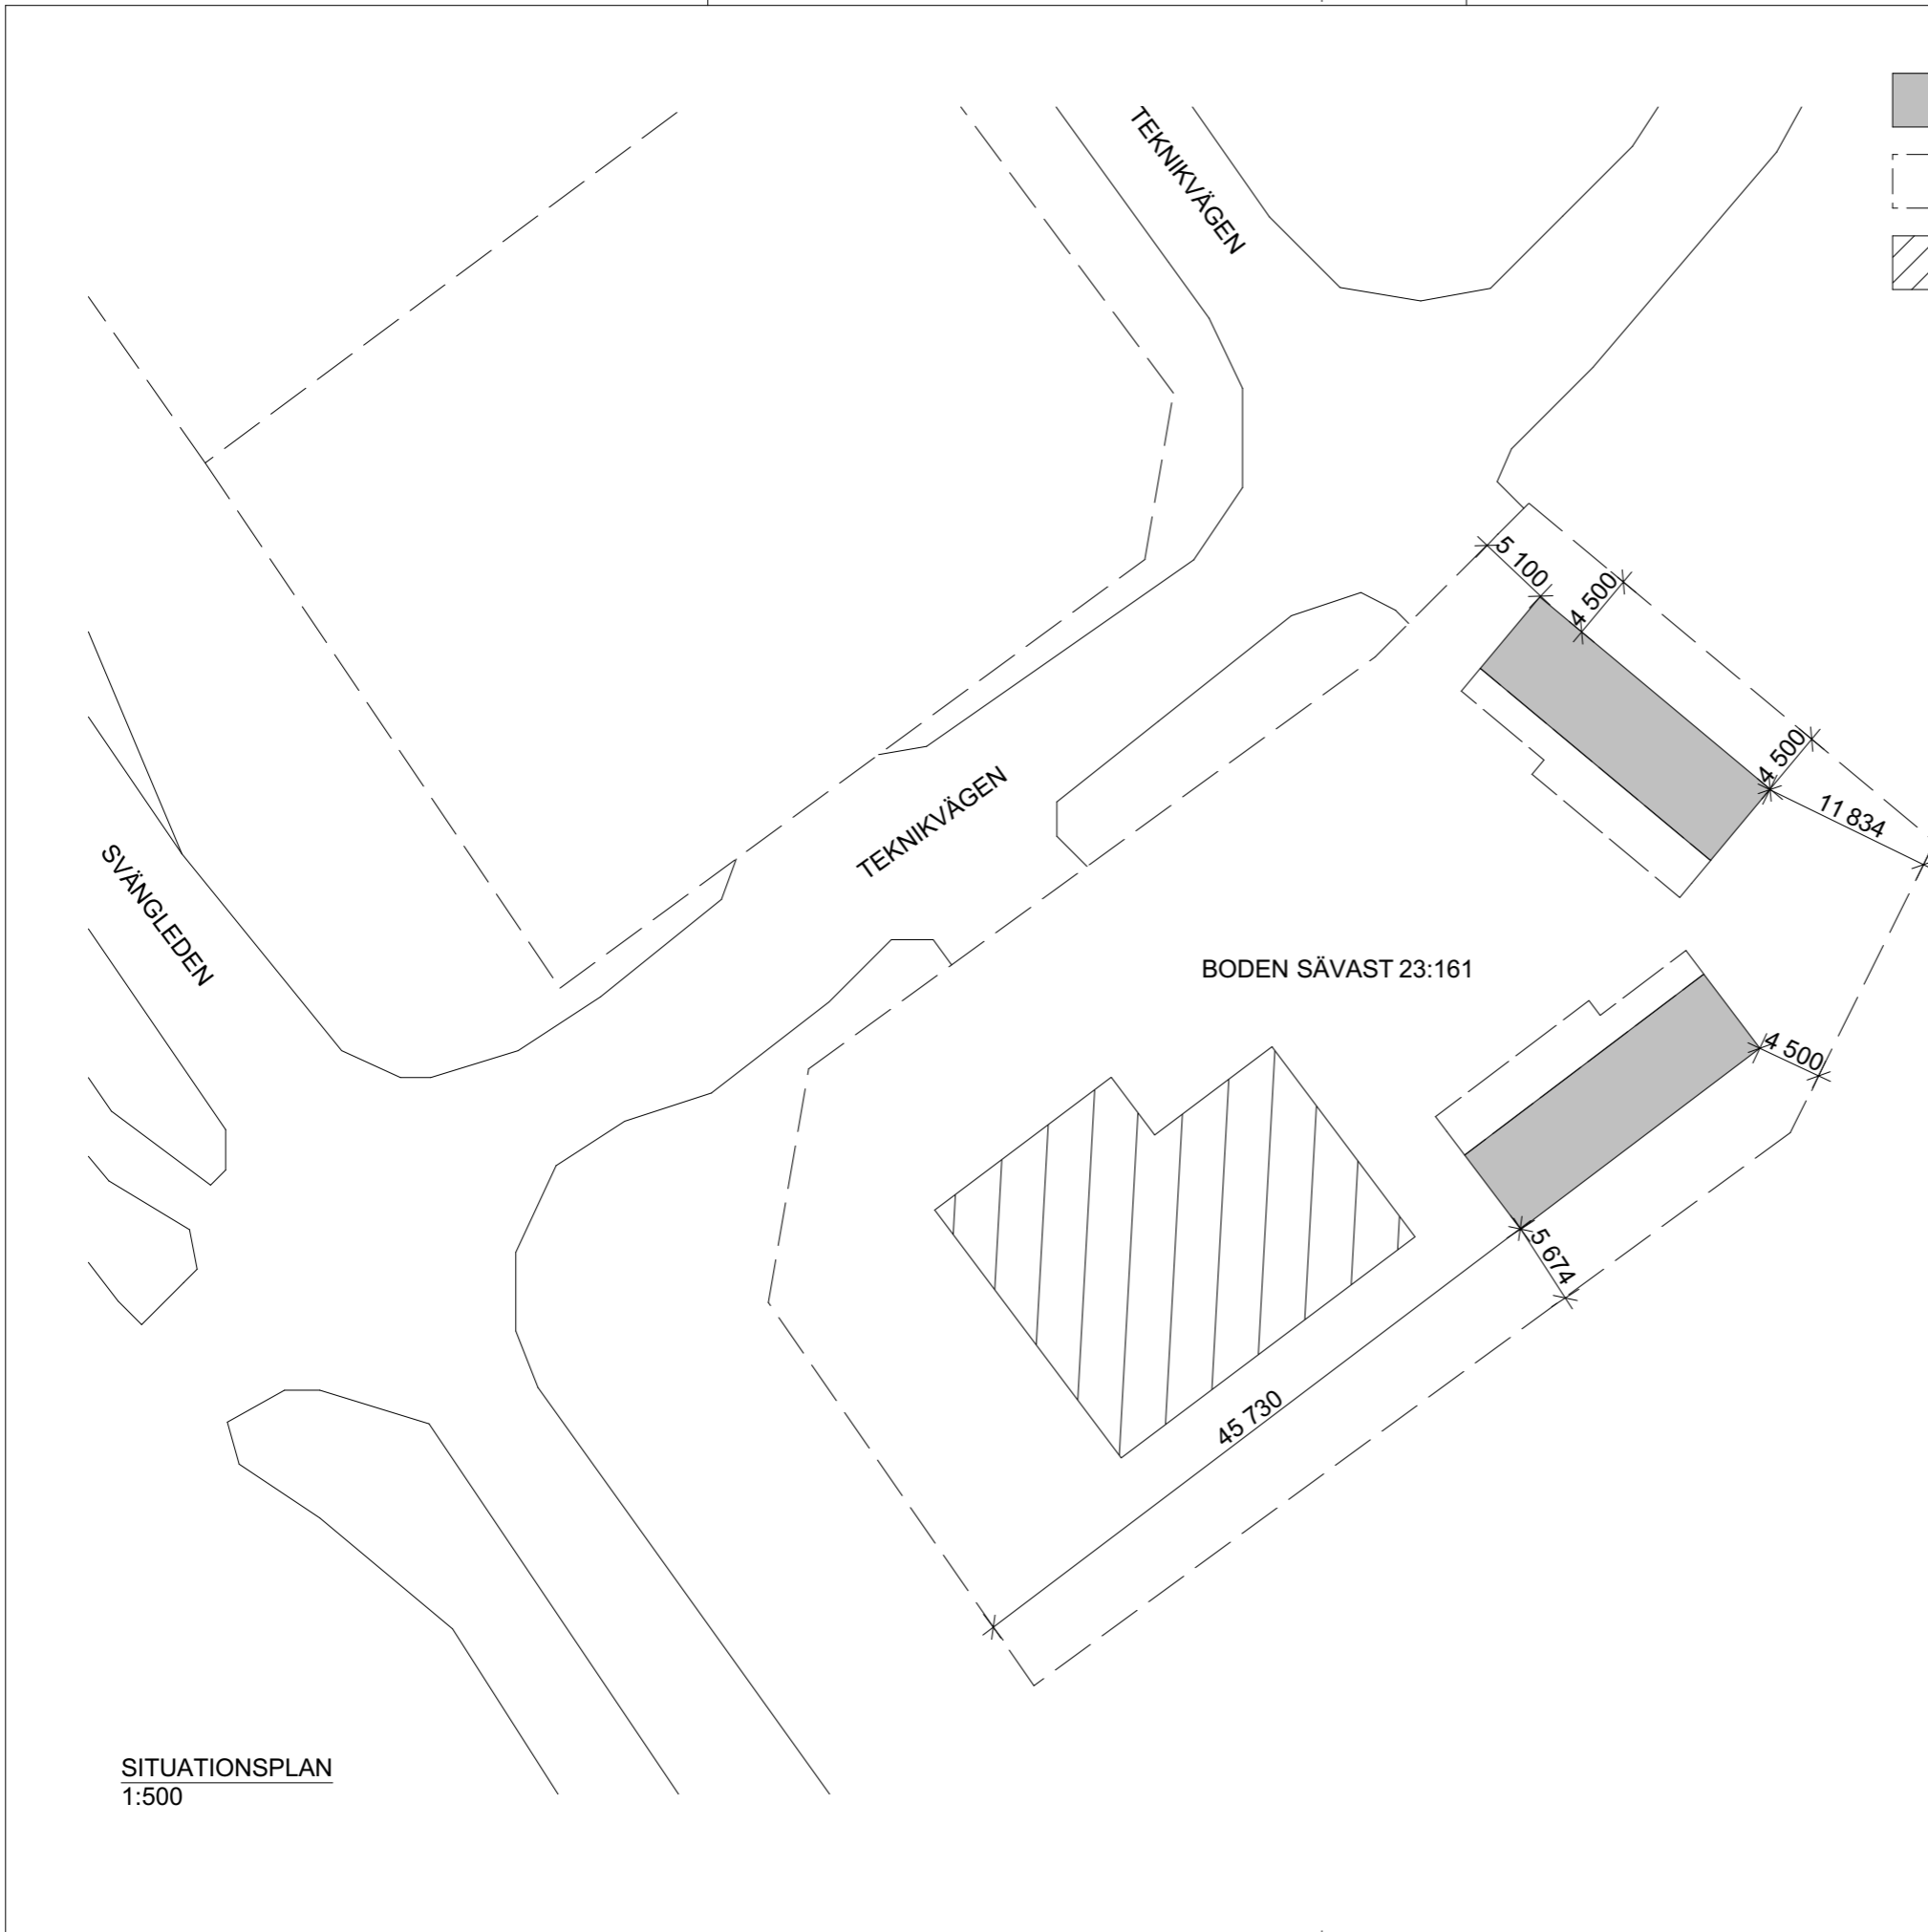 TEKNIKVÄGEN
5 100
4 500
4 500
11 834
TEKNIKVÄGEN
SVÄNGLEDEN
BODEN SÄVAST 23:161
4 500
5 674
45 730
SITUATIONSPLAN
1:500